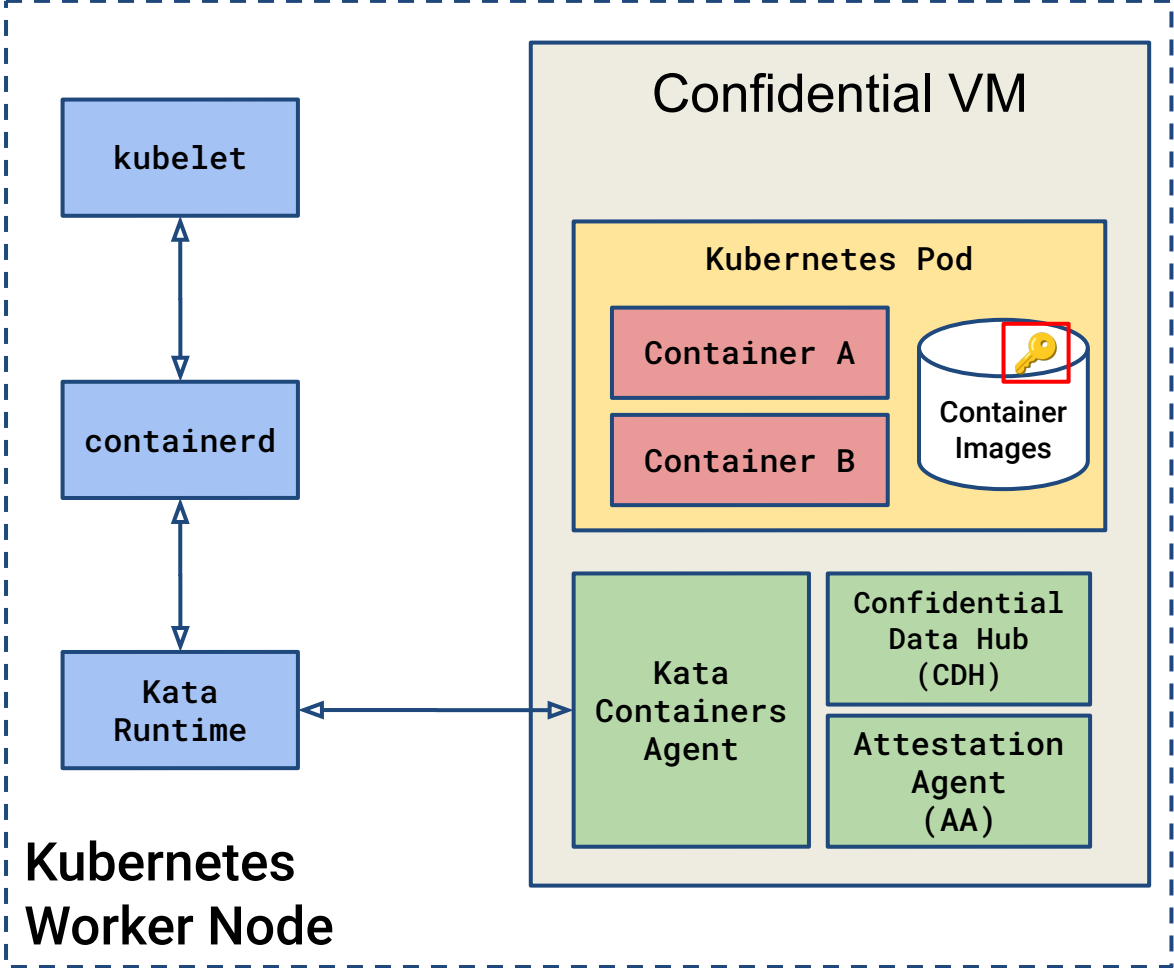 Confidential VM
kubelet
Kubernetes Pod
Container A
Container B
Container
Images
containerd
Kata
Runtime
Kata
Containers
Agent
Confidential
Data Hub
(CDH)
Attestation
Agent
(AA)
Kubernetes
Worker Node